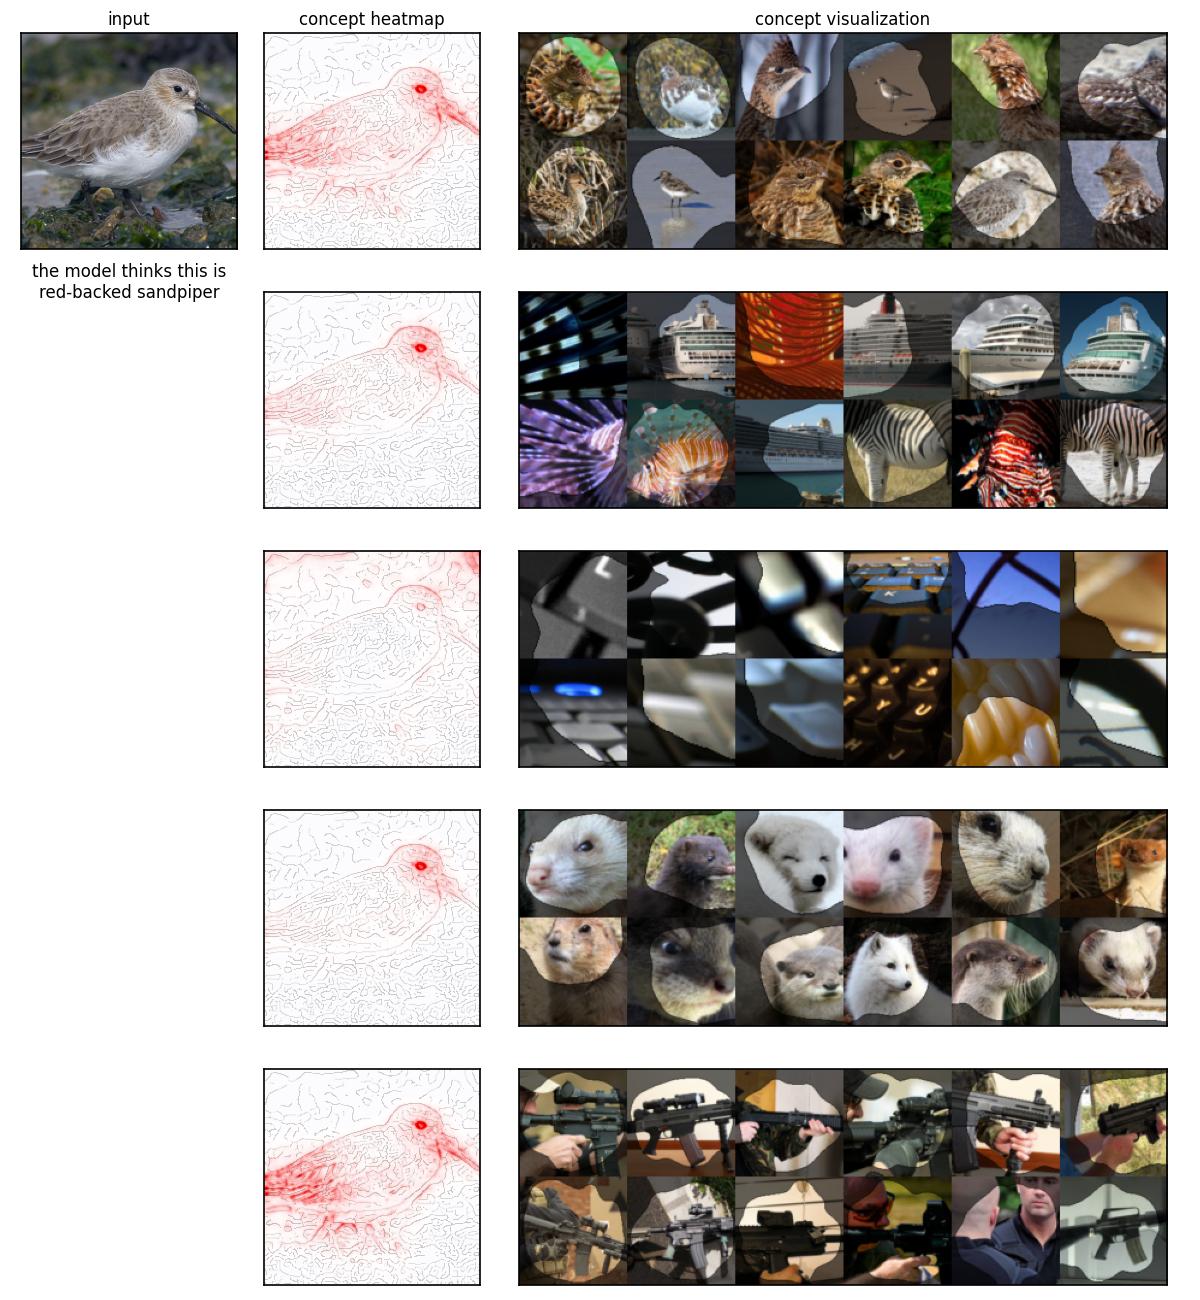 input
concept heatmap
concept visualization
the model thinks this is
red-backed sandpiper
L
K
T Y U
H J